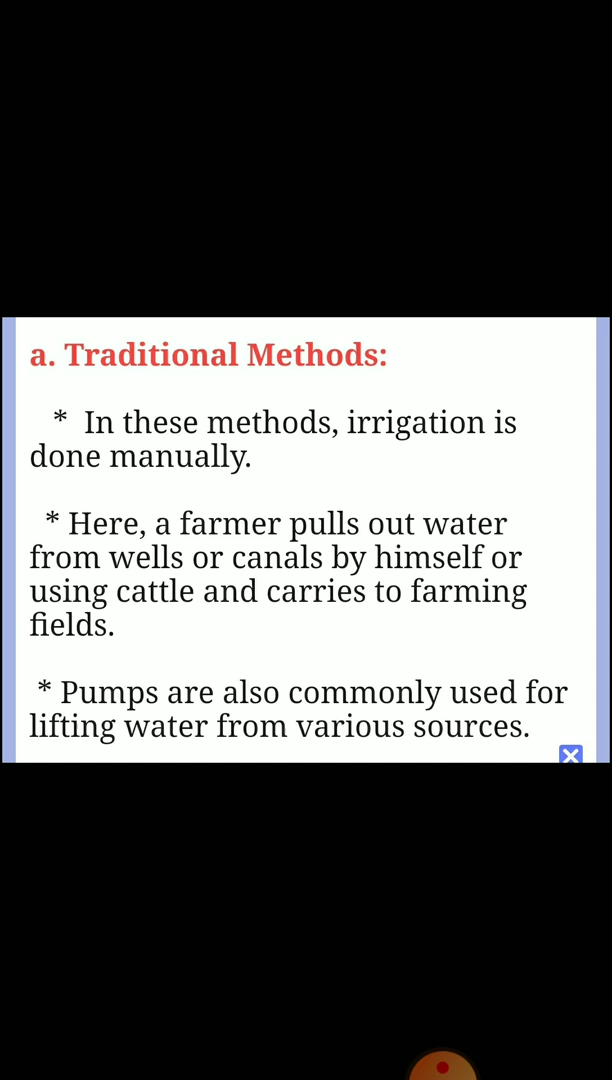 a. Traditional Methods:
* In these methods, irrigation is
done manually.
* Here, a farmer pulls out water
from wells or canals by himself or
using cattle and carries to farming
fields.
* Pumps are also commonly used for
lifting water from various sources.